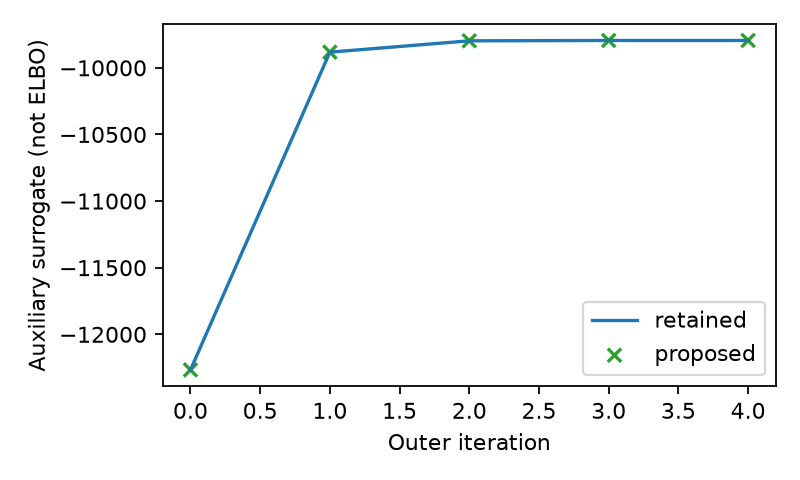 Auxiliary surrogate (not ELBO)
−10000
−10500
−11000
−11500
−12000
retained
proposed
0.0 0.5 1.0 1.5 2.0 2.5 3.0 3.5 4.0
Outer iteration